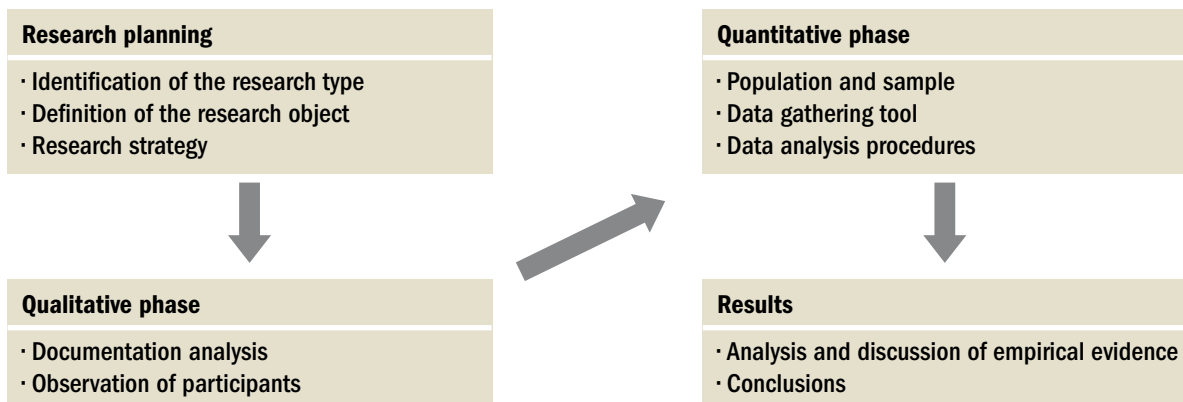 Research planning
· Identification of the research type
· Definition of the research object
· Research strategy
Qualitative phase
· Documentation analysis
· Observation of participants
Quantitative phase
· Population and sample
· Data gathering tool
· Data analysis procedures
Results
· Analysis and discussion of empirical evidence
· Conclusions